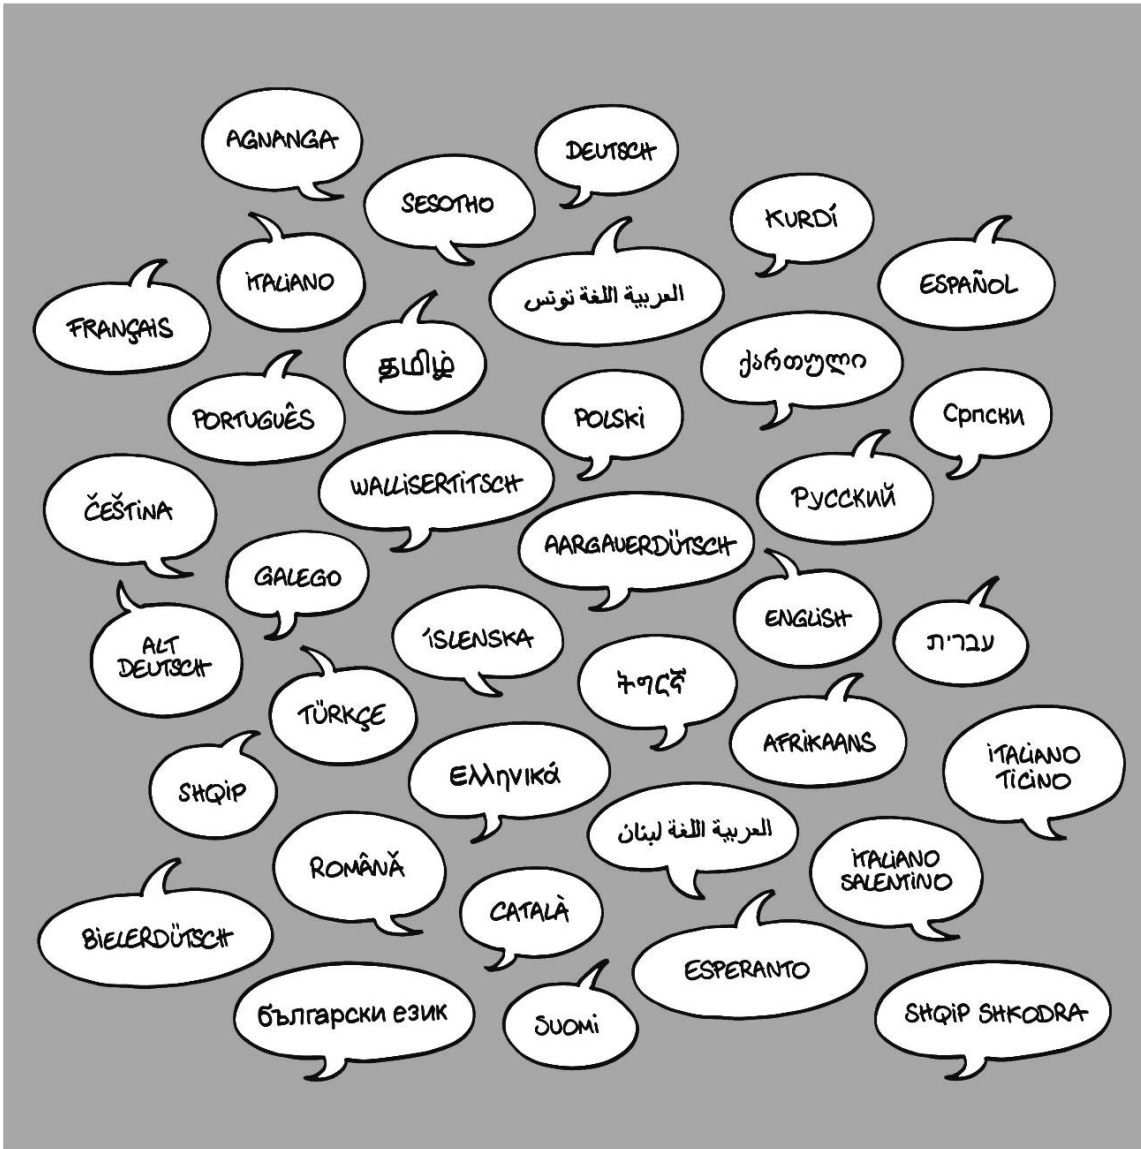 AGNANGA
DEUTSCH
SESOTHO
KURDÍ
ITALIANO
العربية اللغة تونس
ESPAÑOL
FRANÇAIS
தமிழ்
ქართული
PORTUGUÊS
POLSKI
Српски
WALLISERTITSCH
РУССКИЙ
ČEŠTINA
AARGAUERDÜTSCH
GALEGO
ENGLISH
ÍSLENSKA
עברית
ALT
DEUTSCH
ትግርኛ
TÜRKÇE
AFRIKAANS
ITALIANO
TICINO
SHQIP
Ελληνικά
العربية اللغة لبنان
ROMÂNĂ
ITALIANO
SALENTINO
CATALÀ
BIELERDÜTSCH
ESPERANTO
български език
SUOMI
SHQIP SHKODRA